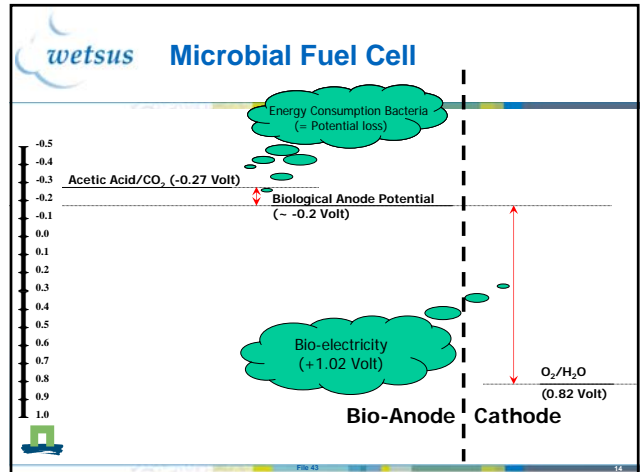 wetsus
Microbial Fuel Cell
Energy Consumption Bacteria
(= Potential loss)
-0.5
-0.4
-0.3
-0.2
-0.1
0.0
0.1
0.2
0.3
0.4
0.5
0.6
0.7
0.8
0.9
1.0
Acetic Acid/CO₂ (-0.27 Volt)
Biological Anode Potential
(~ -0.2 Volt)
Bio-electricity
(+1.02 Volt)
O₂/H₂O
(0.82 Volt)
Bio-Anode
Cathode
File 43
14